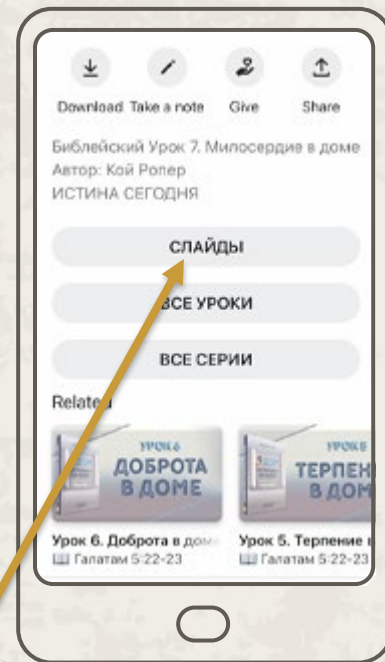 Download Take a note Give Share
Библейский Урок 7. Милосердие в доме
Автор: Кой Ропер
ИСТИНА СЕГОДНЯ
СЛАЙДЫ
ВСЕ УРОКИ
ВСЕ СЕРИИ
Related
УРОК 6
ДОБРОТА
В ДОМЕ
УРОК 5
ТЕРПЕН
В ДОМ
Урок 6. Доброта в дом
Галатам 5:22-23
Урок 5. Терпение в
Галатам 5:22-23